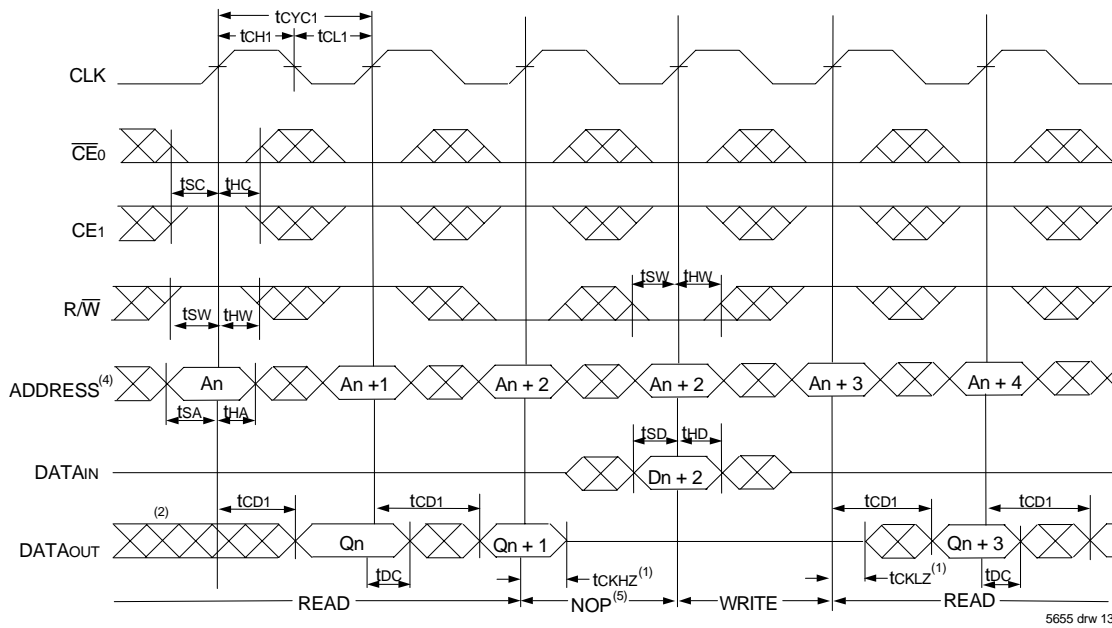 tCYC1
tCH1 tCL1
CLK
CE0
tSC tHC
CE1
tSW tHW
R/W
tSW tHW
ADDRESS(4) An An +1 An + 2 An + 2 An + 3 An + 4
tSA tHA
tSD tHD
DATAIN Dn + 2
tCD1 tCD1 tCD1 tCD1
(2)
DATAOUT Qn Qn + 1 Qn + 3
tDC tCKHZ(1) tCKLZ(1) tDC
READ NOP(5) WRITE READ
5655 drw 13